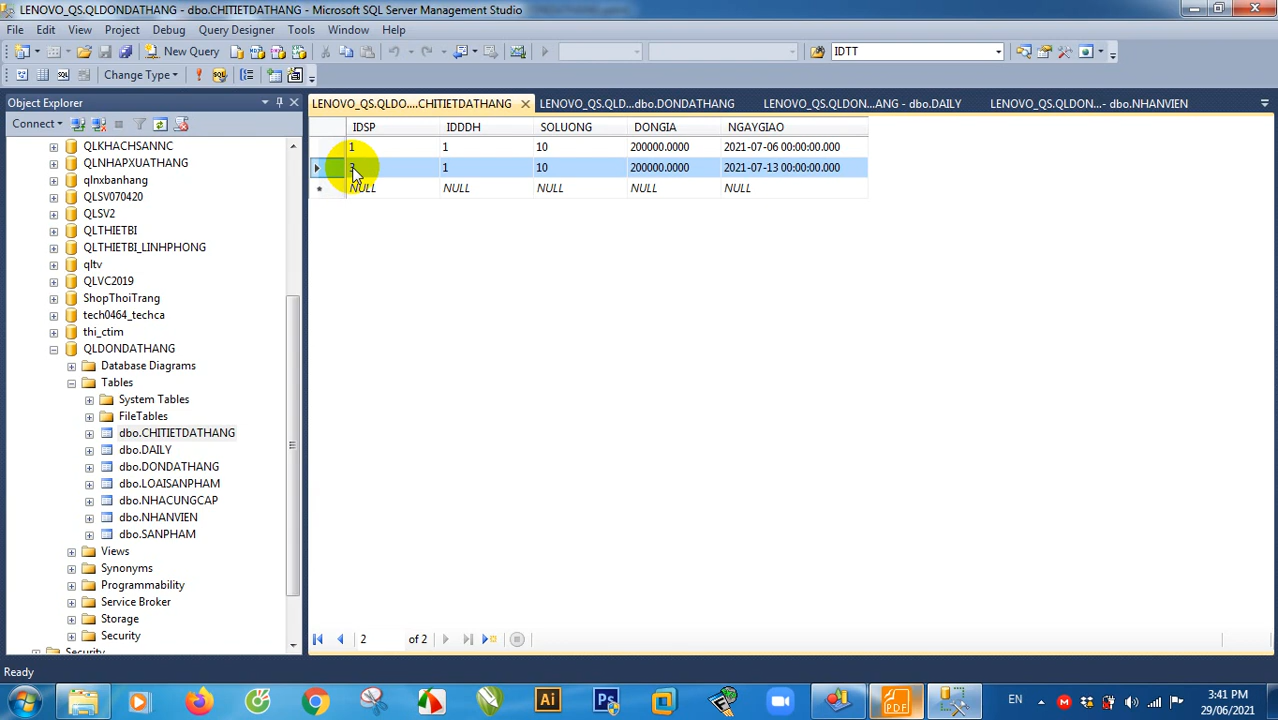 LENOVO_QS.QLDONDATHANG - dbo.CHITIETDATHANG - Microsoft SQL Server Management Studio
File Edit View Project Debug Query Designer Tools Window Help
New Query IDTT
Change Type
Object Explorer
Connect
QLKHACHSANNC
QLNHAPXUATHANG
qlnxbanhang
QLSV070420
QLSV2
QLTHIETBI
QLTHIETBI_LINHPHONG
qltv
QLVC2019
ShopThoiTrang
tech0464_techca
thi_ctim
QLDONDATHANG
Database Diagrams
Tables
System Tables
FileTables
dbo.CHITIETDATHANG
dbo.DAILY
dbo.DONDATHANG
dbo.LOAISANPHAM
dbo.NHACUNGCAP
dbo.NHANVIEN
dbo.SANPHAM
Views
Synonyms
Programmability
Service Broker
Storage
Security
LENOVO_QS.QLDO....CHITIETDATHANG LENOVO_QS.QLD...dbo.DONDATHANG LENOVO_QS.QLDON...ANG - dbo.DAILY LENOVO_QS.QLDON...- dbo.NHANVIEN
IDSP IDDDH SOLUONG DONGIA NGAYGIAO
1 1 10 200000.0000 2021-07-06 00:00:00.000
1 10 200000.0000 2021-07-13 00:00:00.000
NULL NULL NULL NULL NULL
2 of 2
Ready
EN
3:41 PM
29/06/2021